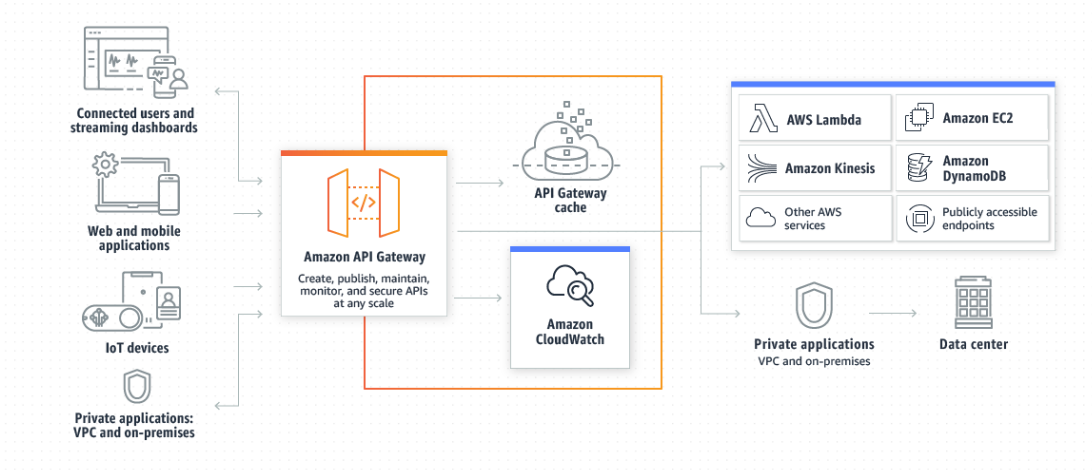 Connected users and
streaming dashboards
Web and mobile
applications
IoT devices
Private applications:
VPC and on-premises
</>
Amazon API Gateway
Create, publish, maintain,
monitor, and secure APIs
at any scale
API Gateway
cache
Amazon
CloudWatch
AWS Lambda
Amazon EC2
Amazon Kinesis
Amazon
DynamoDB
Other AWS
services
Publicly accessible
endpoints
Private applications
VPC and on-premises
Data center